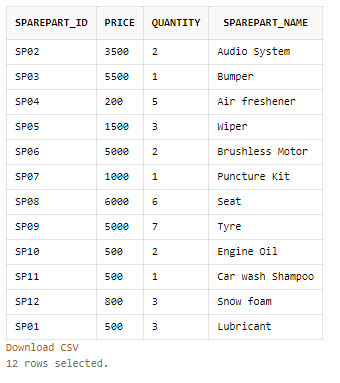 SPAREPART_ID PRICE QUANTITY SPAREPART_NAME
SP02 3500 2 Audio System
SP03 5500 1 Bumper
SP04 200 5 Air freshener
SP05 1500 3 Wiper
SP06 5000 2 Brushless Motor
SP07 1000 1 Puncture Kit
SP08 6000 6 Seat
SP09 5000 7 Tyre
SP10 500 2 Engine Oil
SP11 500 1 Car wash Shampoo
SP12 800 3 Snow foam
SP01 500 3 Lubricant
Download CSV
12 rows selected.